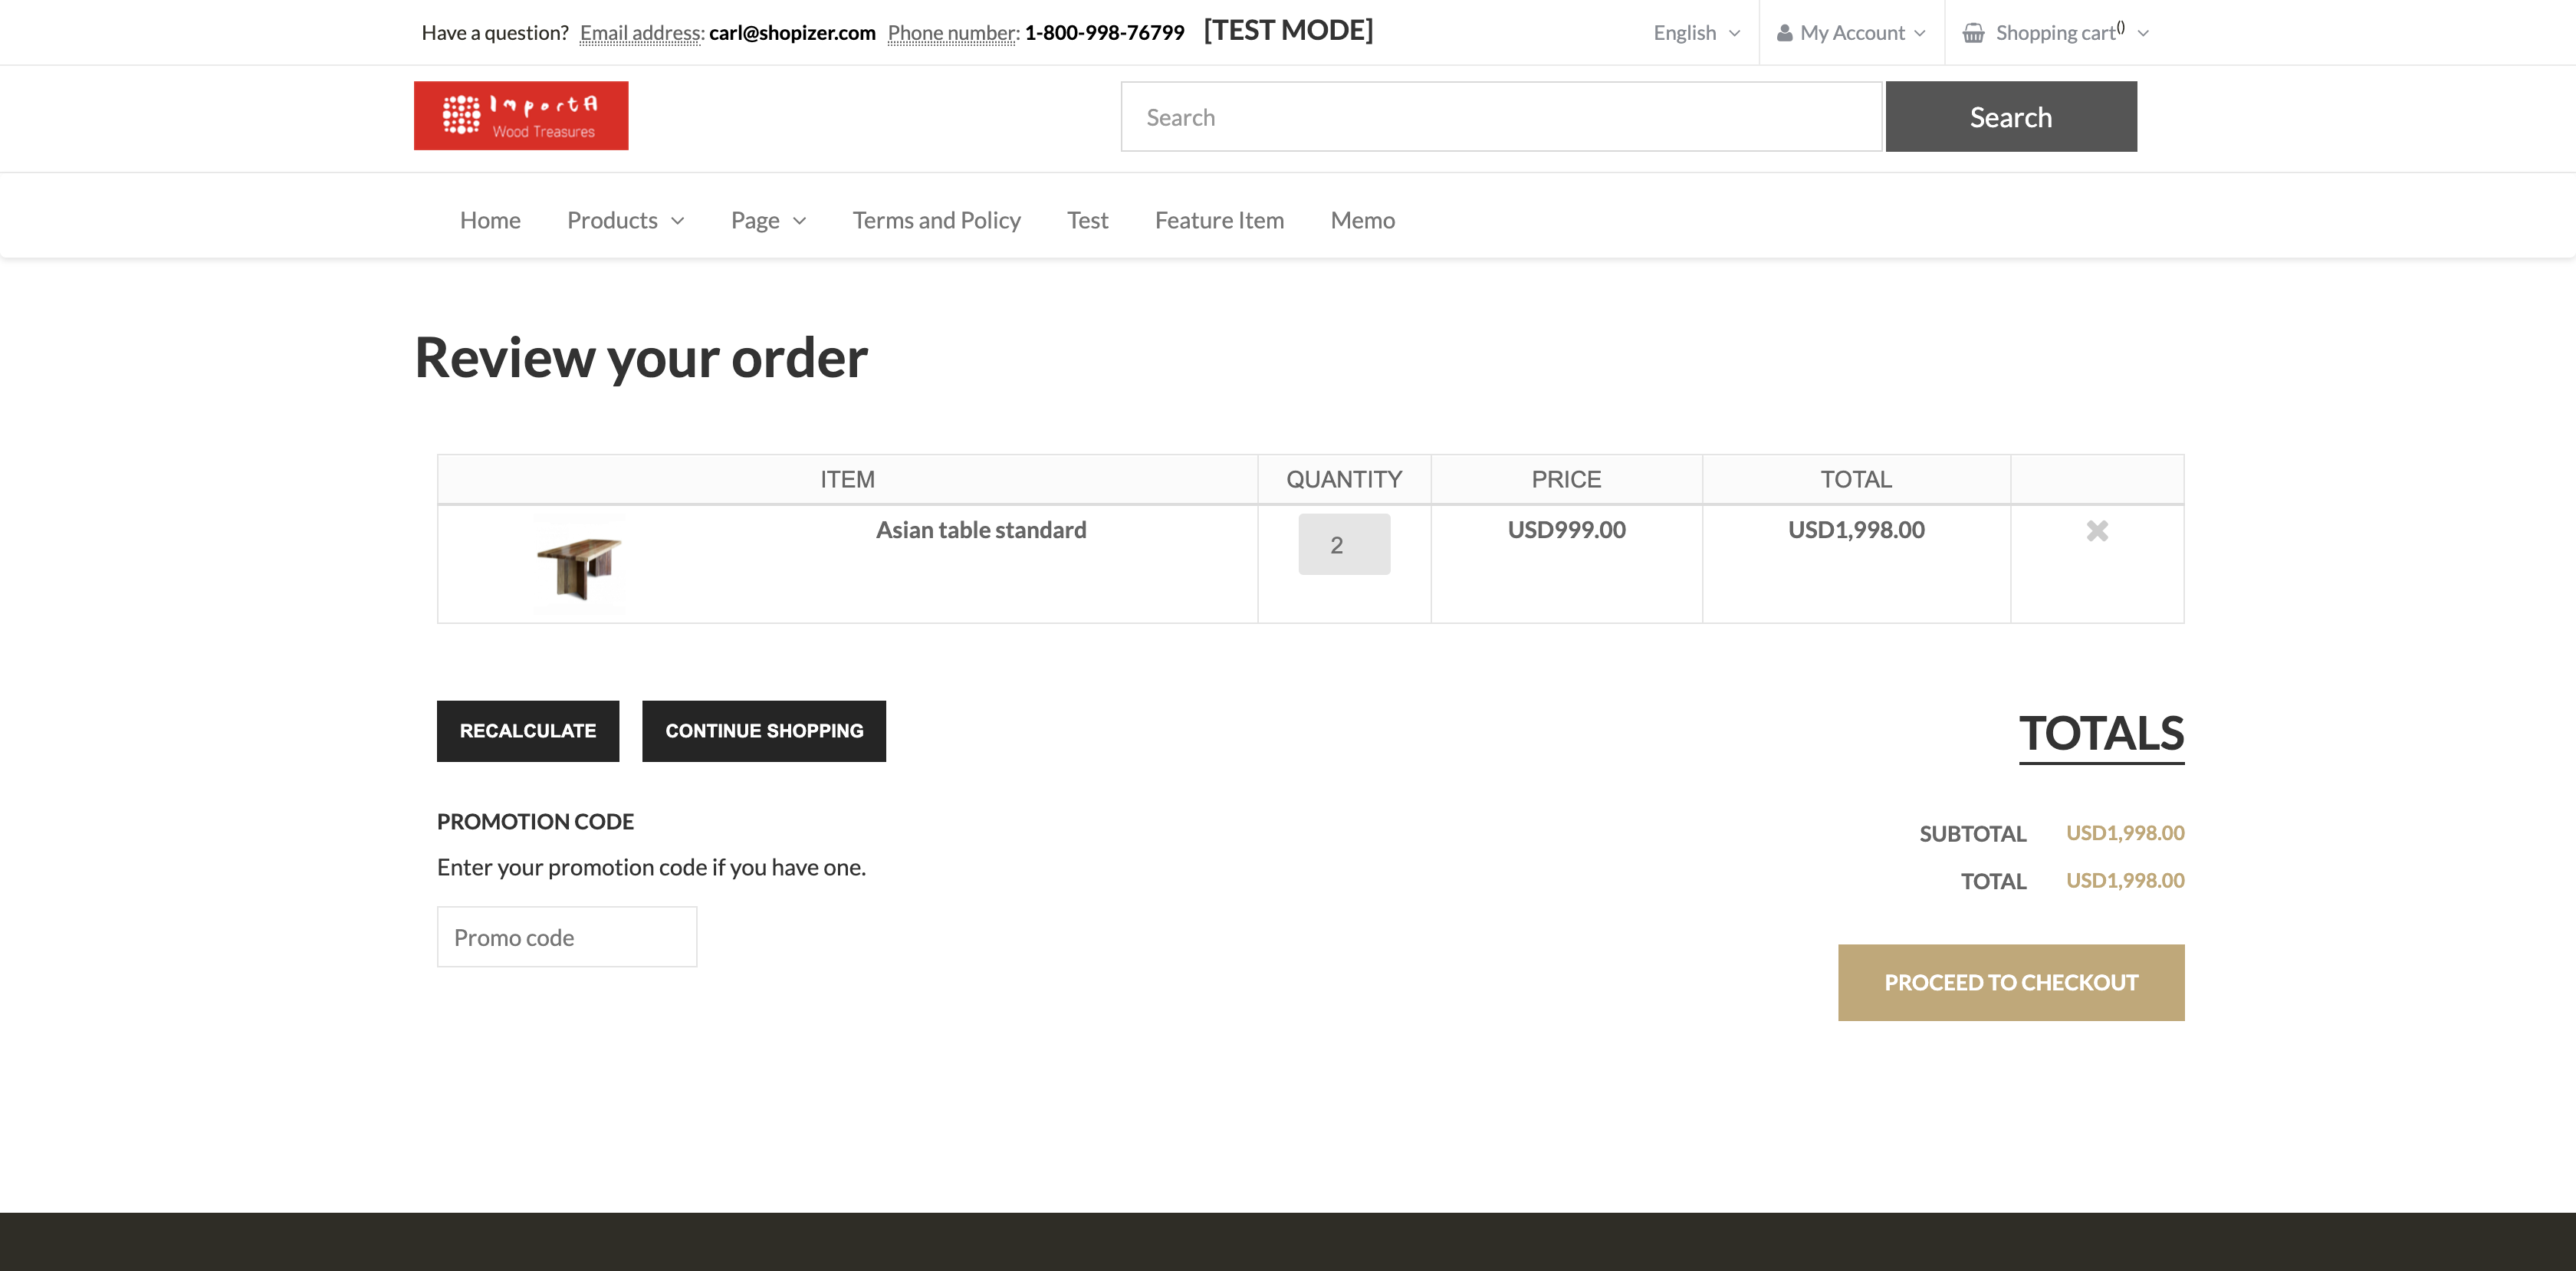 Have a question? Email address: carl@shopizer.com Phone number: 1-800-998-76799 [TEST MODE] English My Account Shopping cart()
ImportA
Wood Treasures
Search Search
Home Products Page Terms and Policy Test Feature Item Memo
Review your order
ITEM QUANTITY PRICE TOTAL
Asian table standard 2 USD999.00 USD1,998.00
RECALCULATE CONTINUE SHOPPING TOTALS
PROMOTION CODE
SUBTOTAL USD1,998.00
Enter your promotion code if you have one.
TOTAL USD1,998.00
Promo code
PROCEED TO CHECKOUT